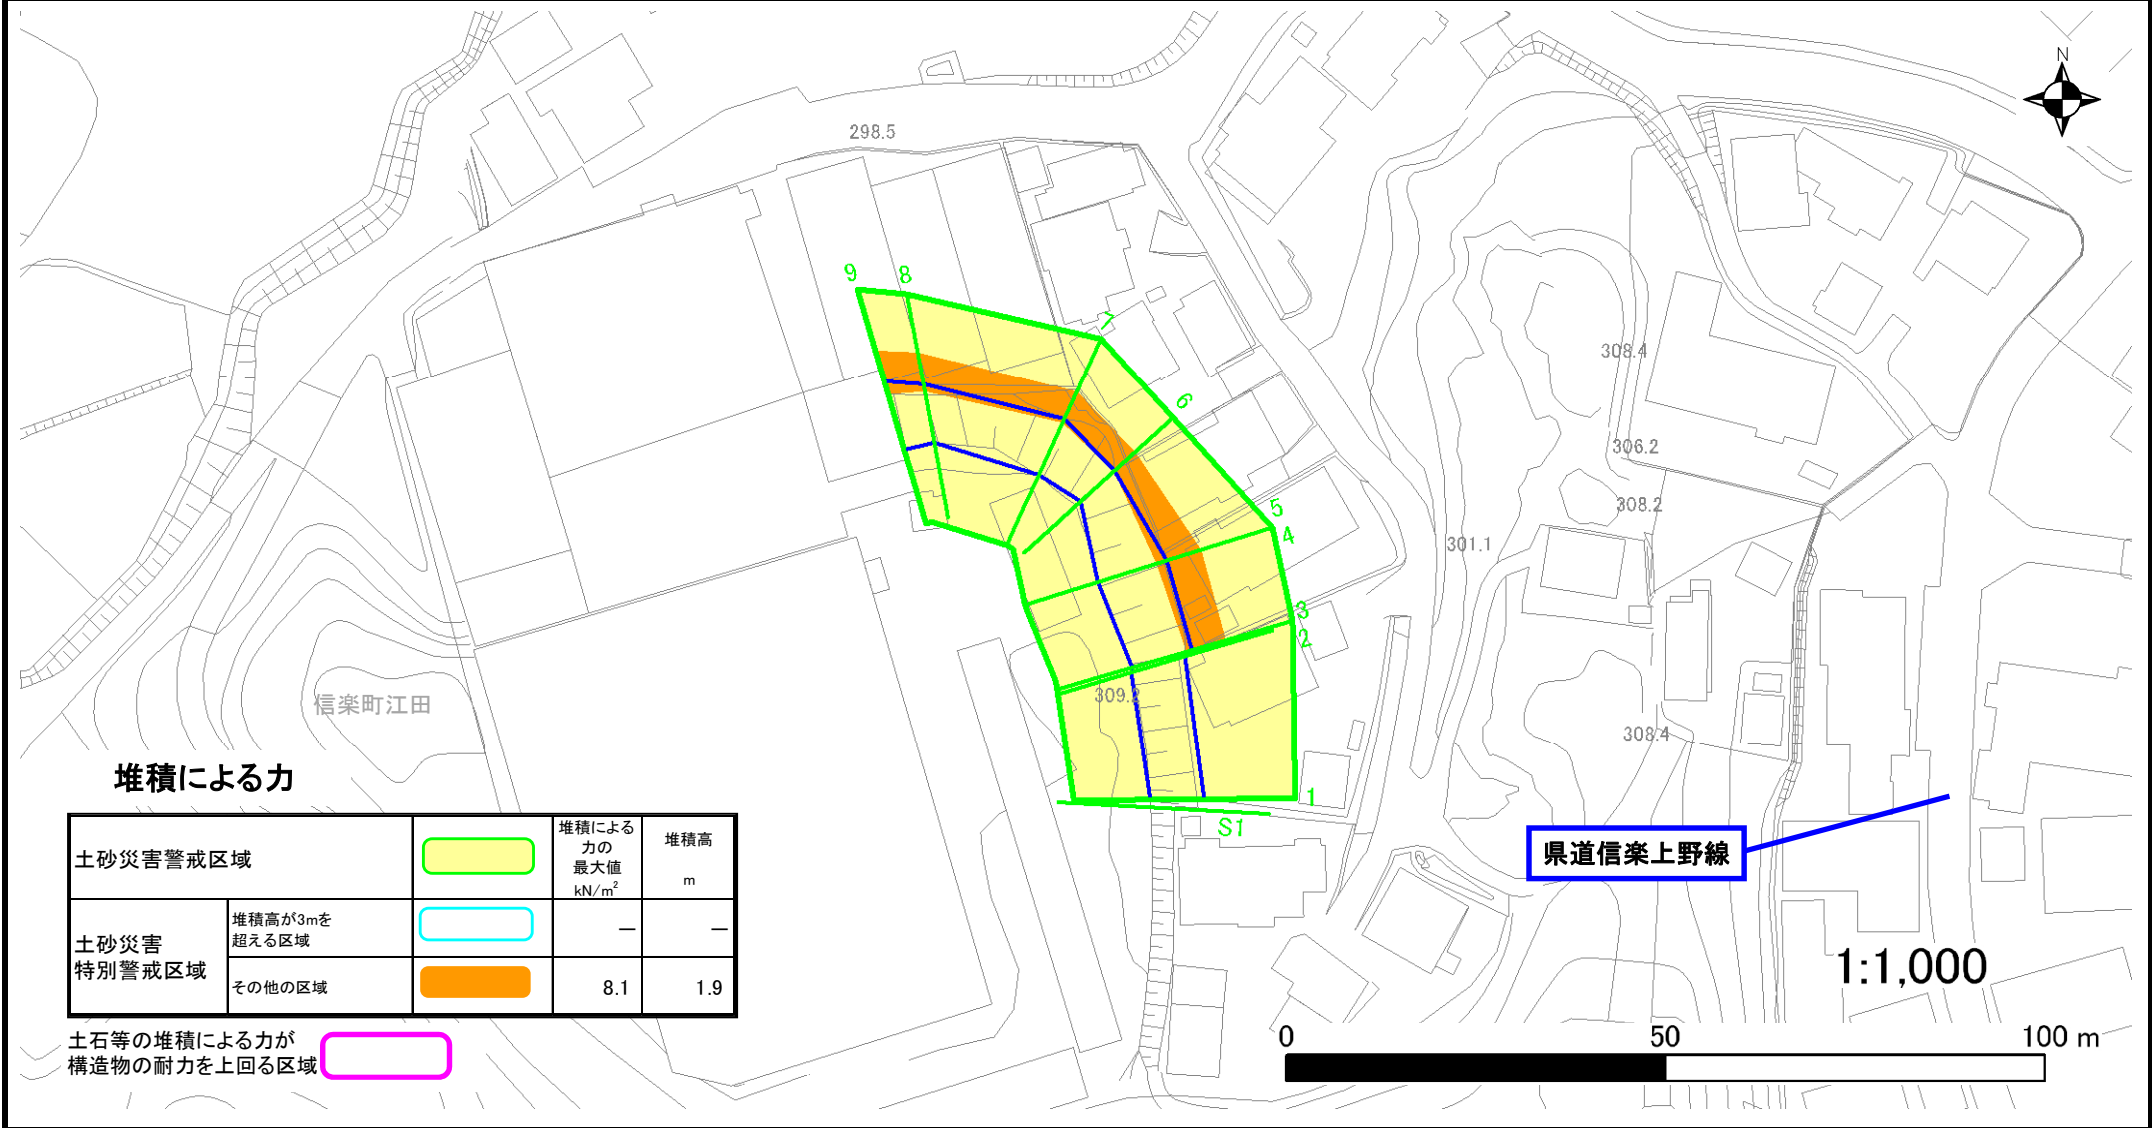 N
298.5
9
8
7
6
5
4
3
2
1
S1
308.4
306.2
308.2
301.1
309.2
308.4
信楽町江田
県道信楽上野線
堆積による力
土砂災害警戒区域
堆積による
力の
最大値
kN/m²
堆積高
m
土砂災害
特別警戒区域
堆積高が3mを
超える区域
―
―
その他の区域
8.1
1.9
土石等の堆積による力が
構造物の耐力を上回る区域
1:1,000
0
50
100 m